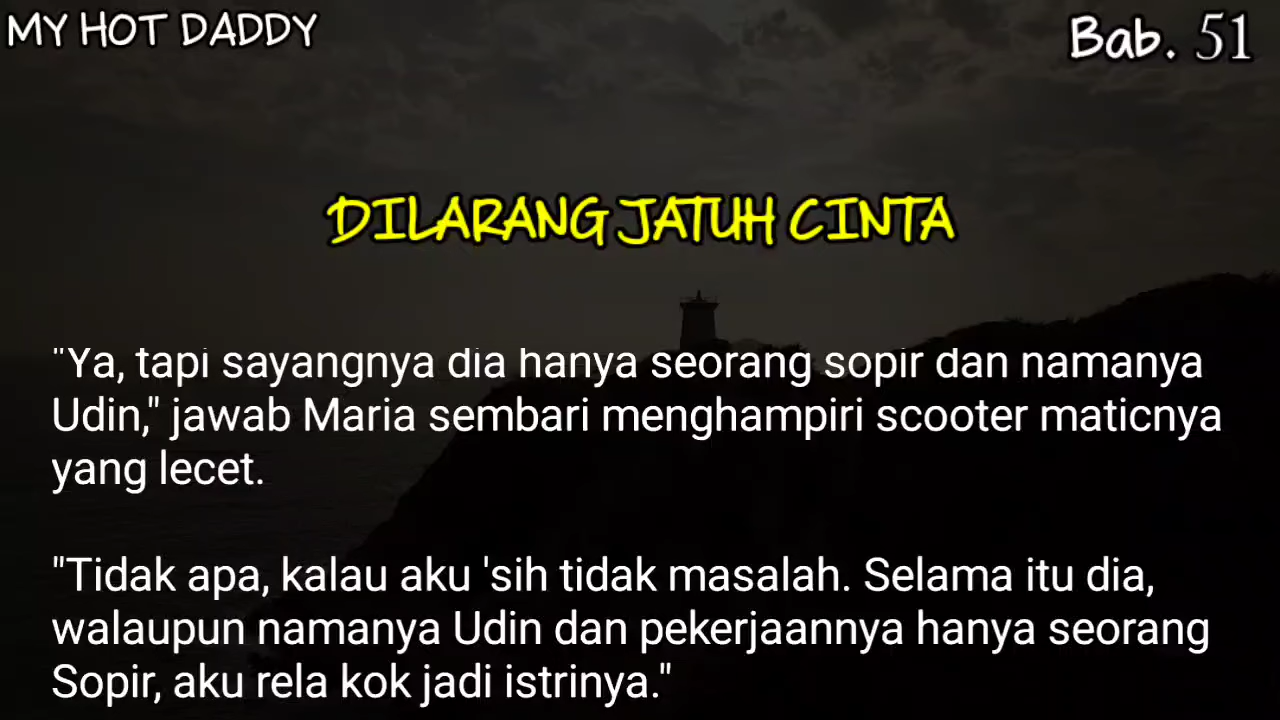 MY HOT DADDY
Bab. 51
DILARANG JATUH CINTA
"Ya, tapi sayangnya dia hanya seorang sopir dan namanya
Udin," jawab Maria sembari menghampiri scooter maticnya
yang lecet.
"Tidak apa, kalau aku 'sih tidak masalah. Selama itu dia,
walaupun namanya Udin dan pekerjaannya hanya seorang
Sopir, aku rela kok jadi istrinya."